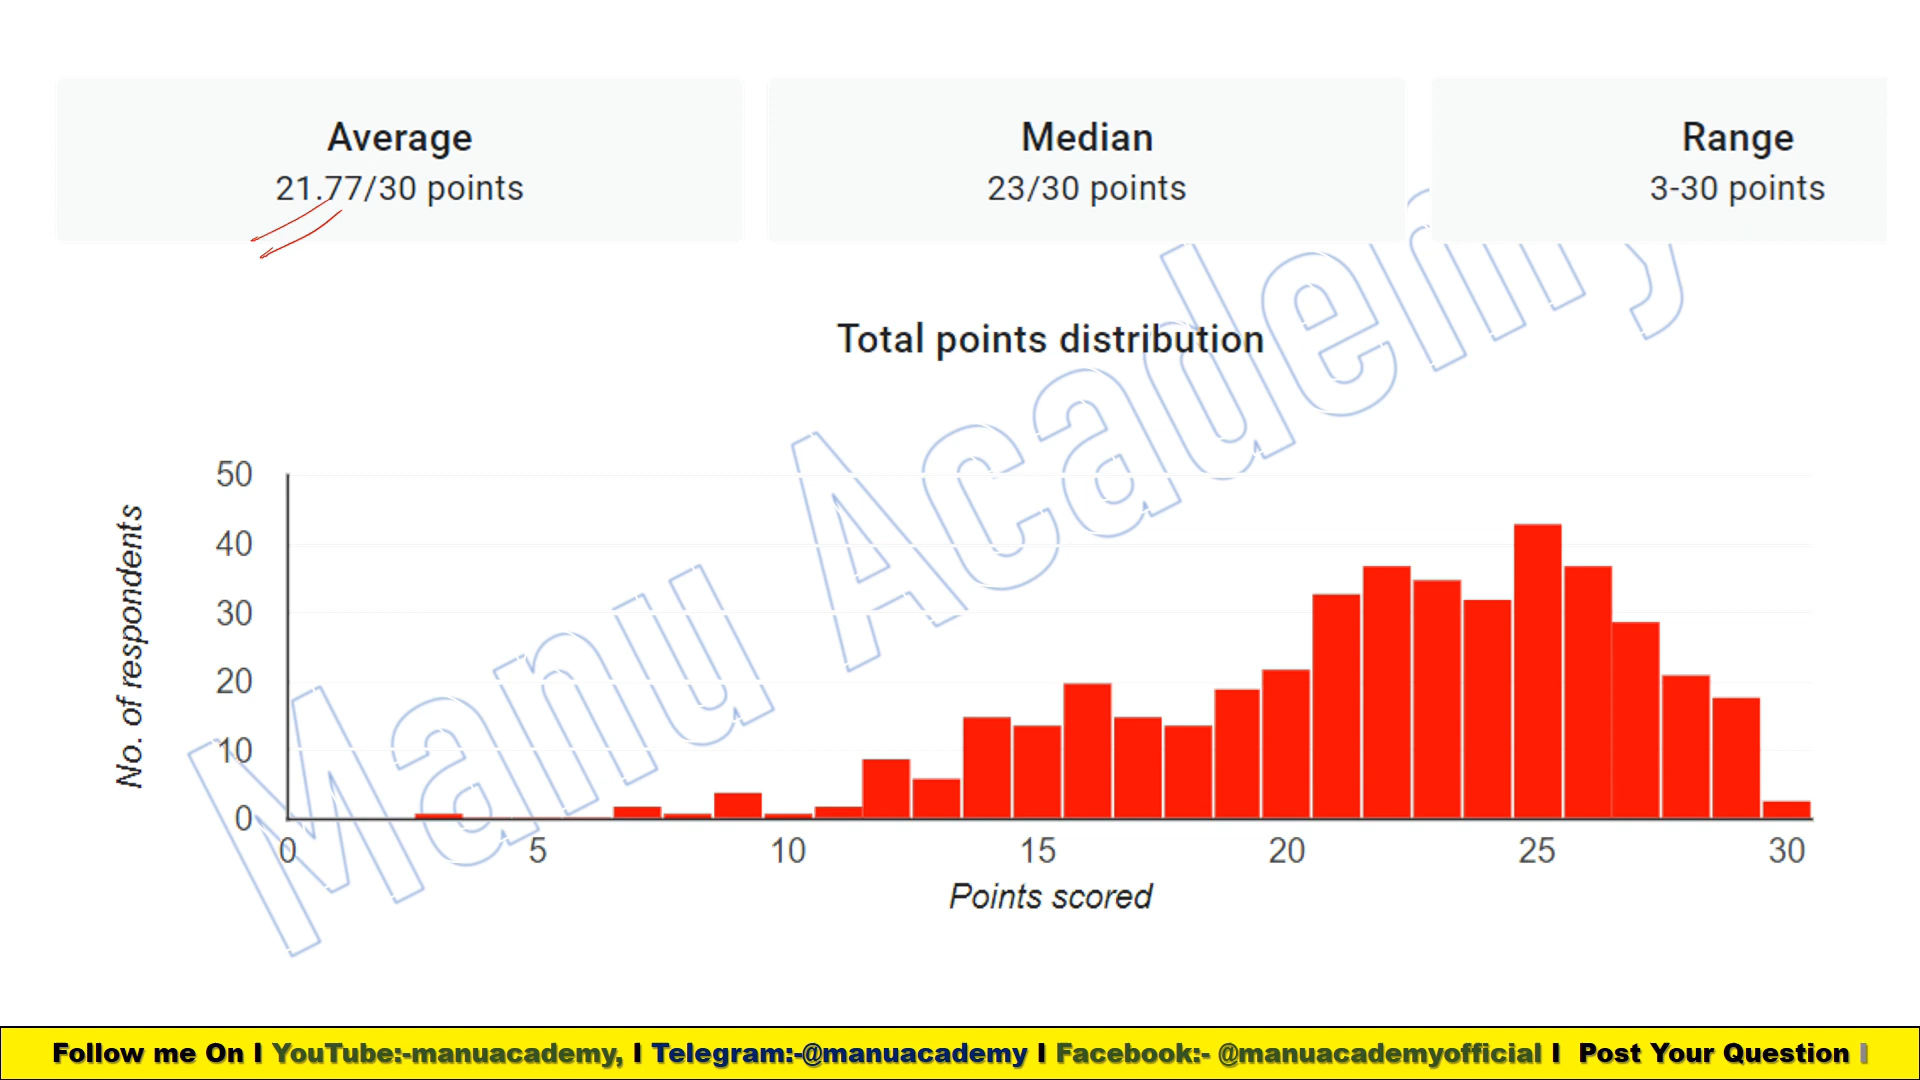 Average
21.77/30 points
Median
23/30 points
Range
3-30 points
Total points distribution
Manu Academy
No. of respondents
50
40
30
20
10
0
0 5 10 15 20 25 30
Points scored
Follow me On I YouTube:-manuacademy, I Telegram:-@manuacademy I Facebook:- @manuacademyofficial I Post Your Question I